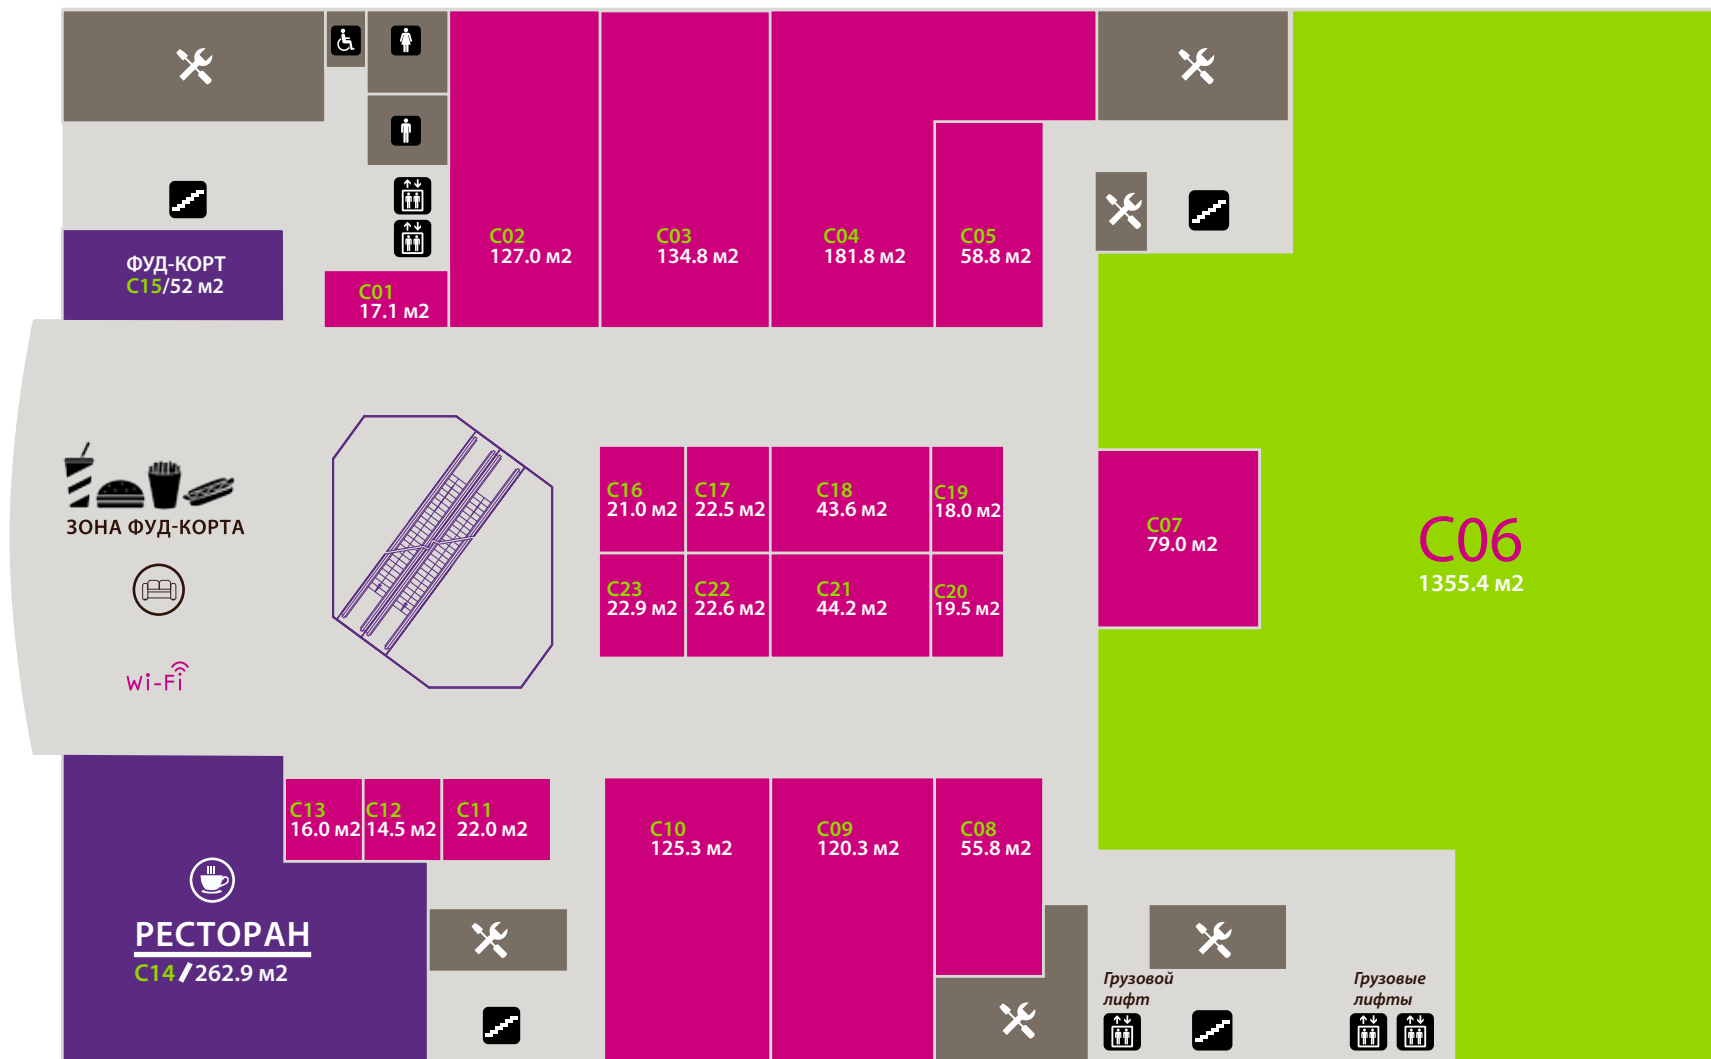 C02
127.0 м2
C03
134.8 м2
C04
181.8 м2
C05
58.8 м2
ФУД-КОРТ
C15/52 м2
C01
17.1 м2
ЗОНА ФУД-КОРТА
Wi-Fi
C16
21.0 м2
C17
22.5 м2
C18
43.6 м2
C19
18.0 м2
C23
22.9 м2
C22
22.6 м2
C21
44.2 м2
C20
19.5 м2
C07
79.0 м2
C06
1355.4 м2
C13
16.0 м2
C12
14.5 м2
C11
22.0 м2
C10
125.3 м2
C09
120.3 м2
C08
55.8 м2
РЕСТОРАН
C14/262.9 м2
Грузовой
лифт
Грузовые
лифты